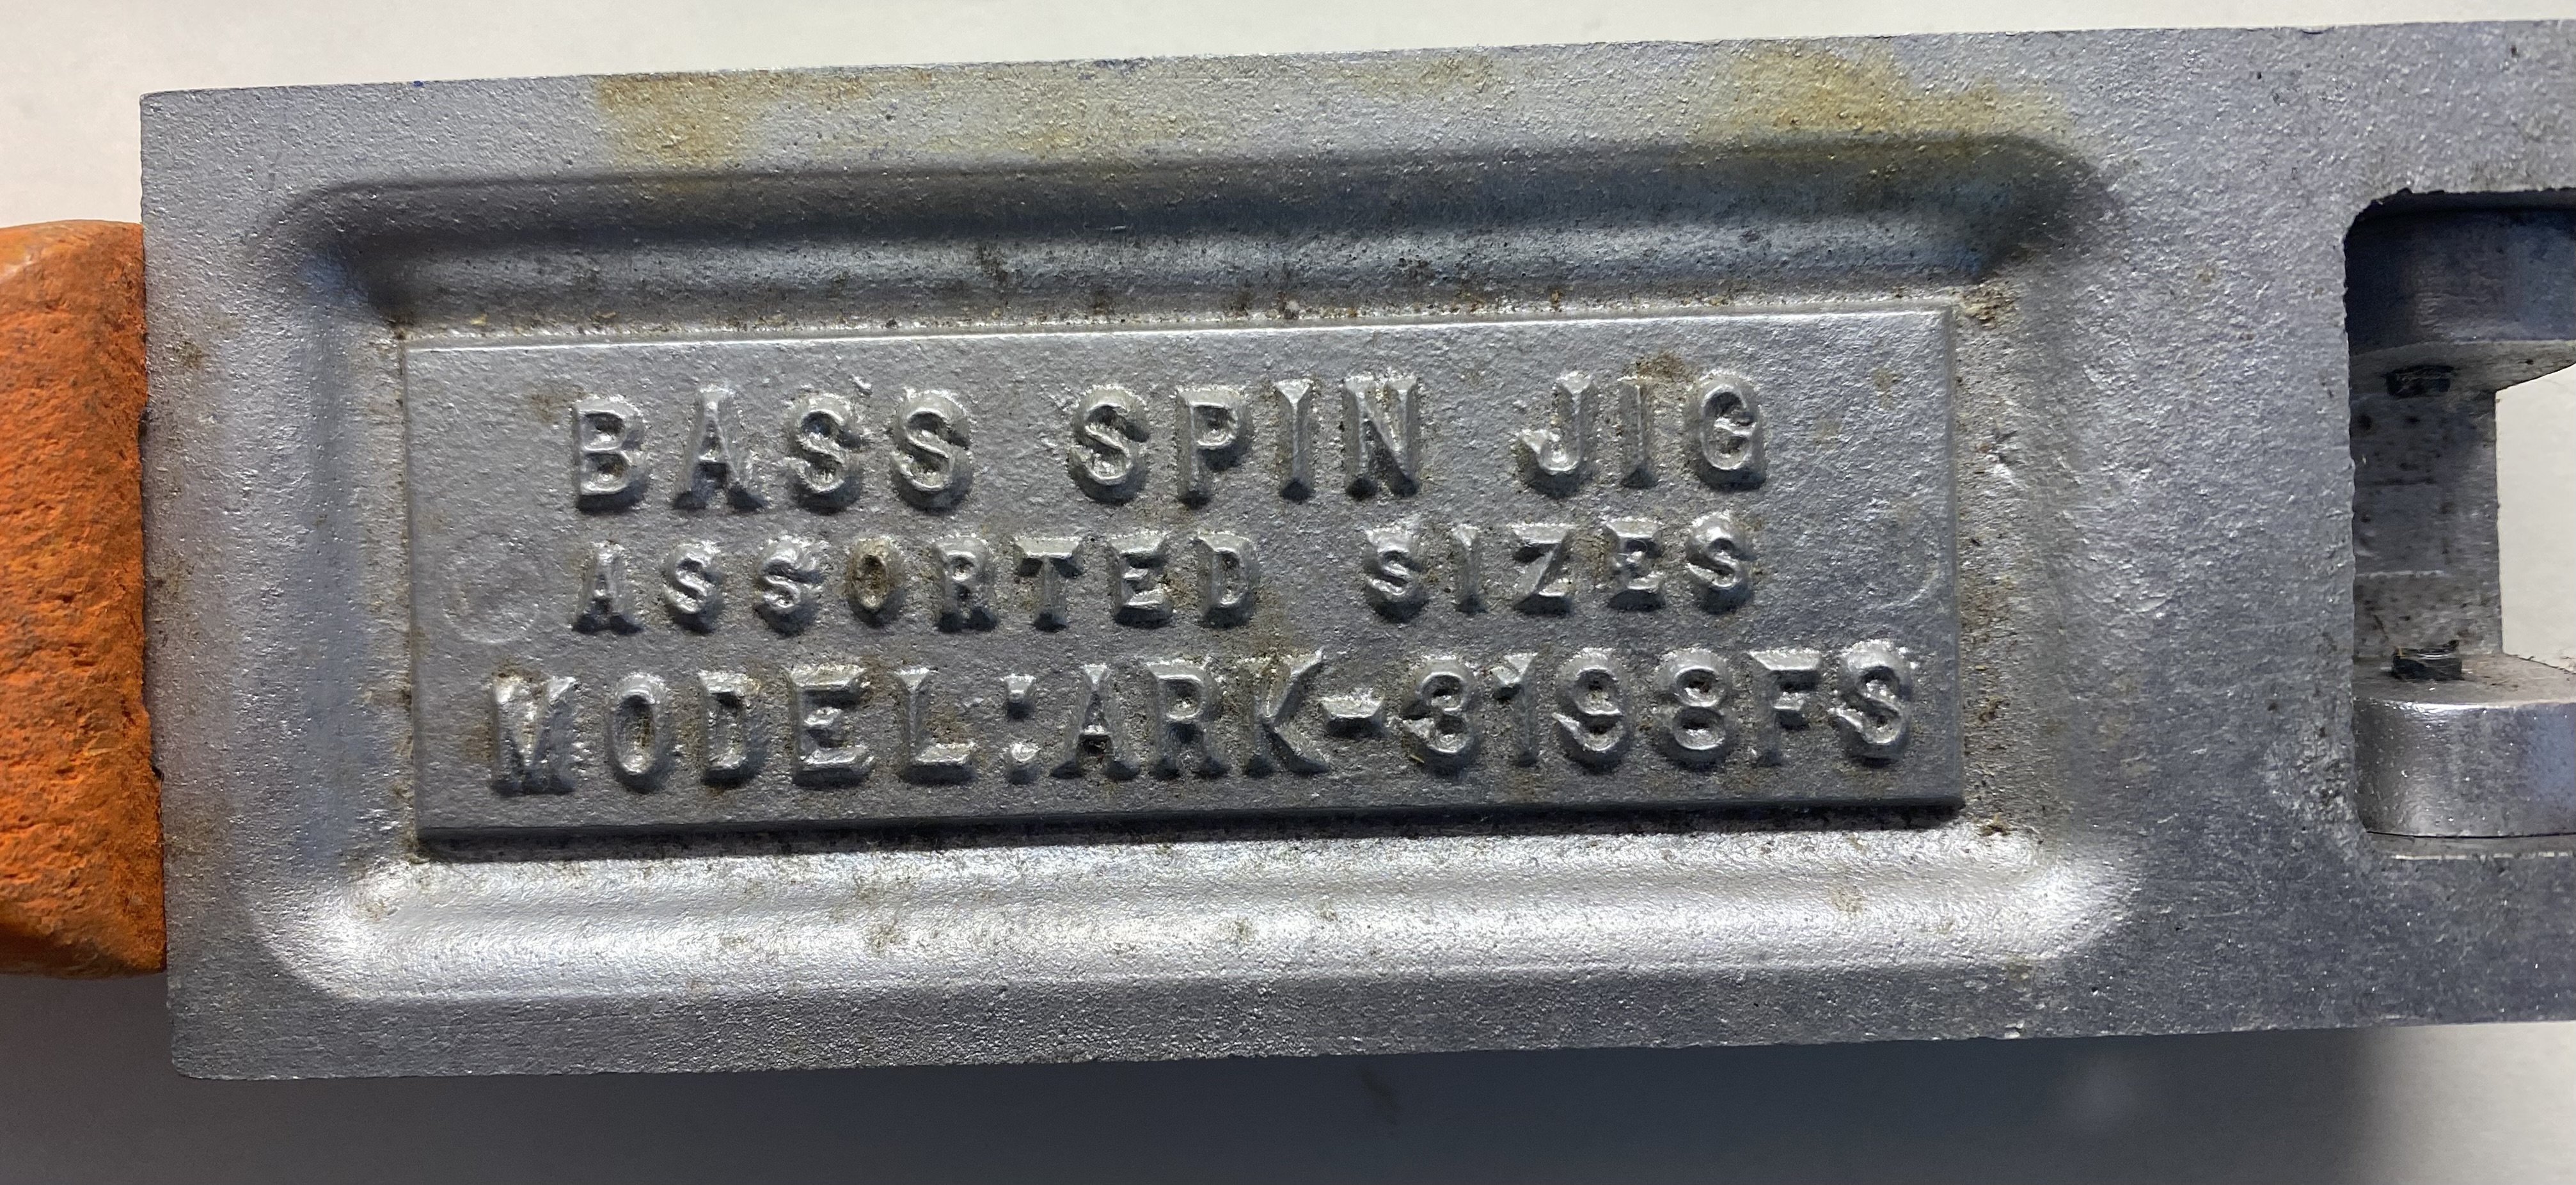 BASS SPIN JIG
ASSORTED SIZES
MODEL:ARK-3198FS